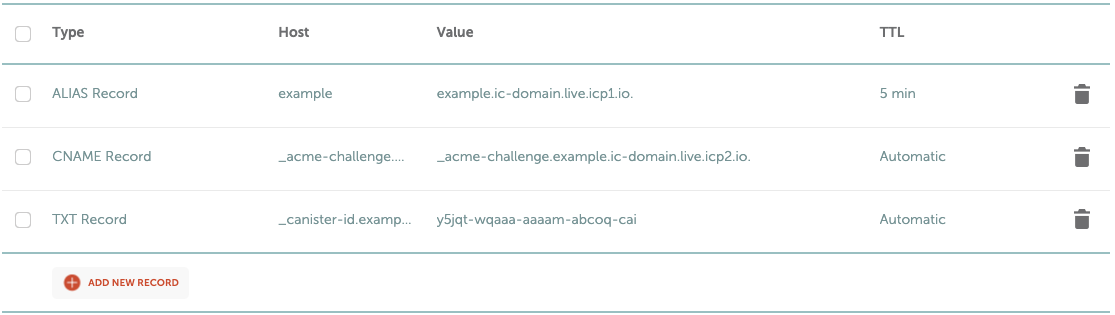 Type Host Value TTL
ALIAS Record example example.ic-domain.live.icp1.io. 5 min
CNAME Record _acme-challenge.... _acme-challenge.example.ic-domain.live.icp2.io. Automatic
TXT Record _canister-id.examp... y5jqt-wqaaa-aaaam-abcoq-cai Automatic
ADD NEW RECORD